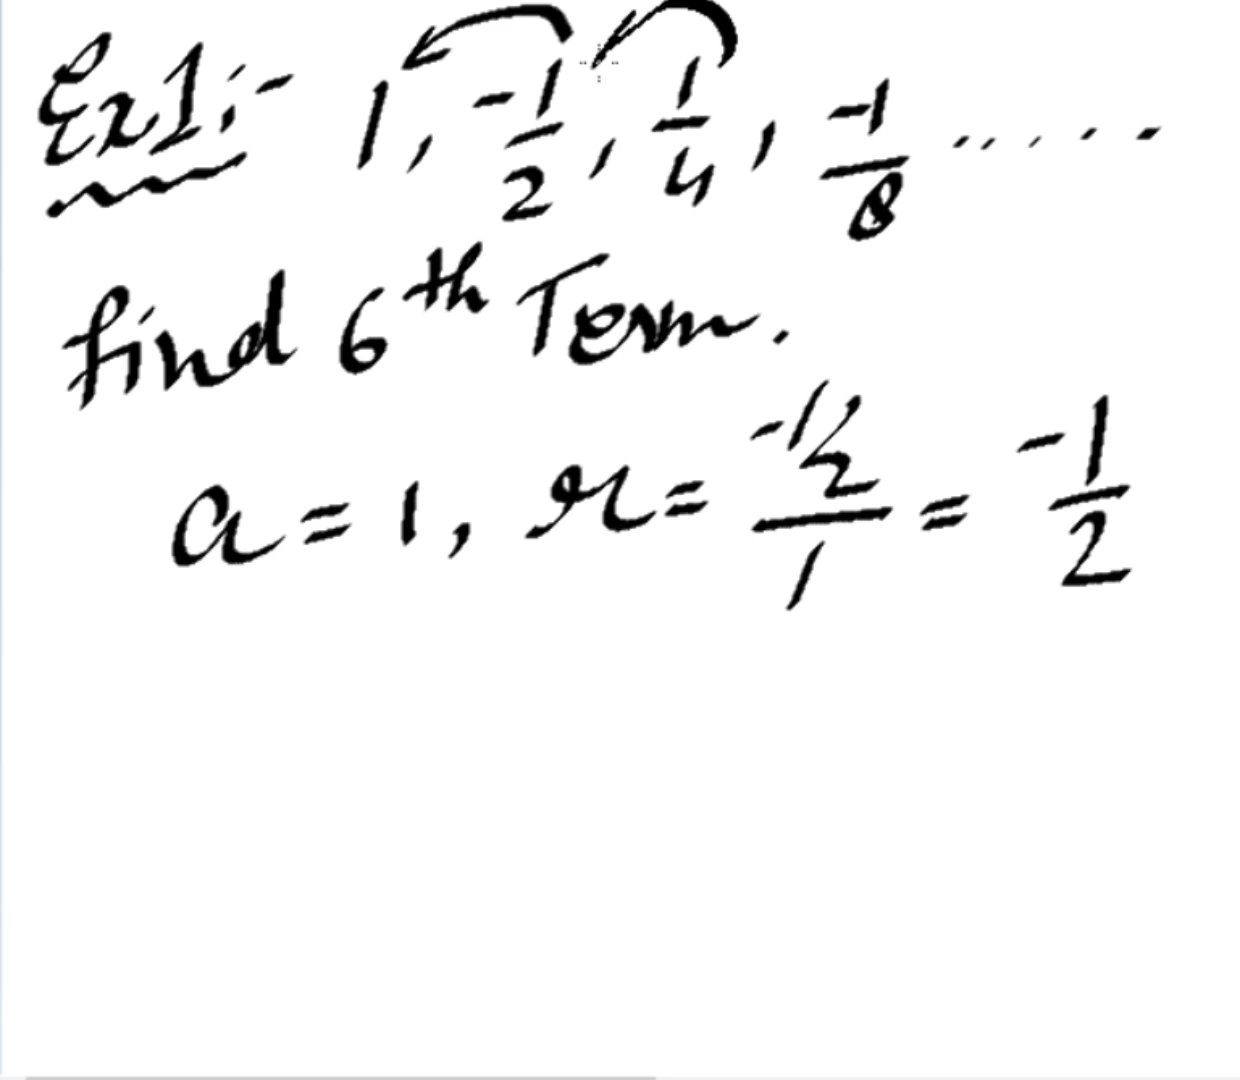 Ex1:- 1, -1/2, 1/4, -1/8 .....
find 6th Term.
a = 1, r = (-1/2)/1 = -1/2